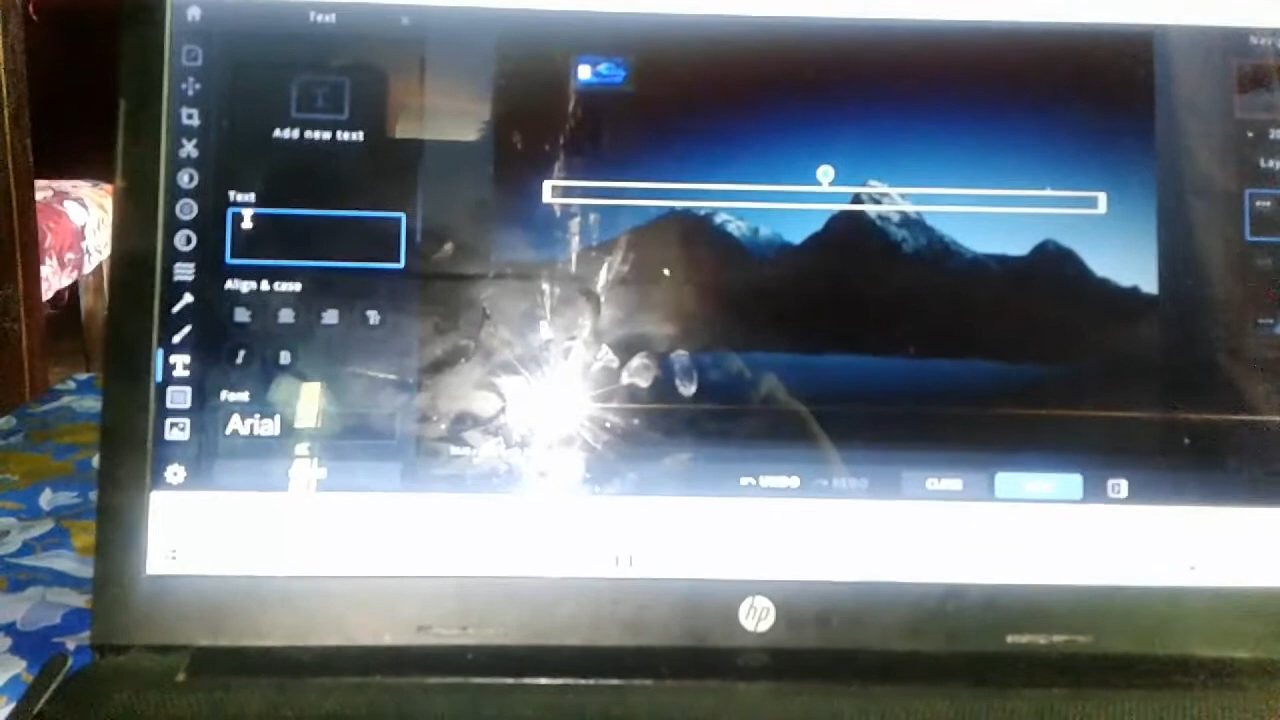 Text
Add new text
Text
Align & case
I B
Font
Arial
UNDO
REDO
CLOSE
hp